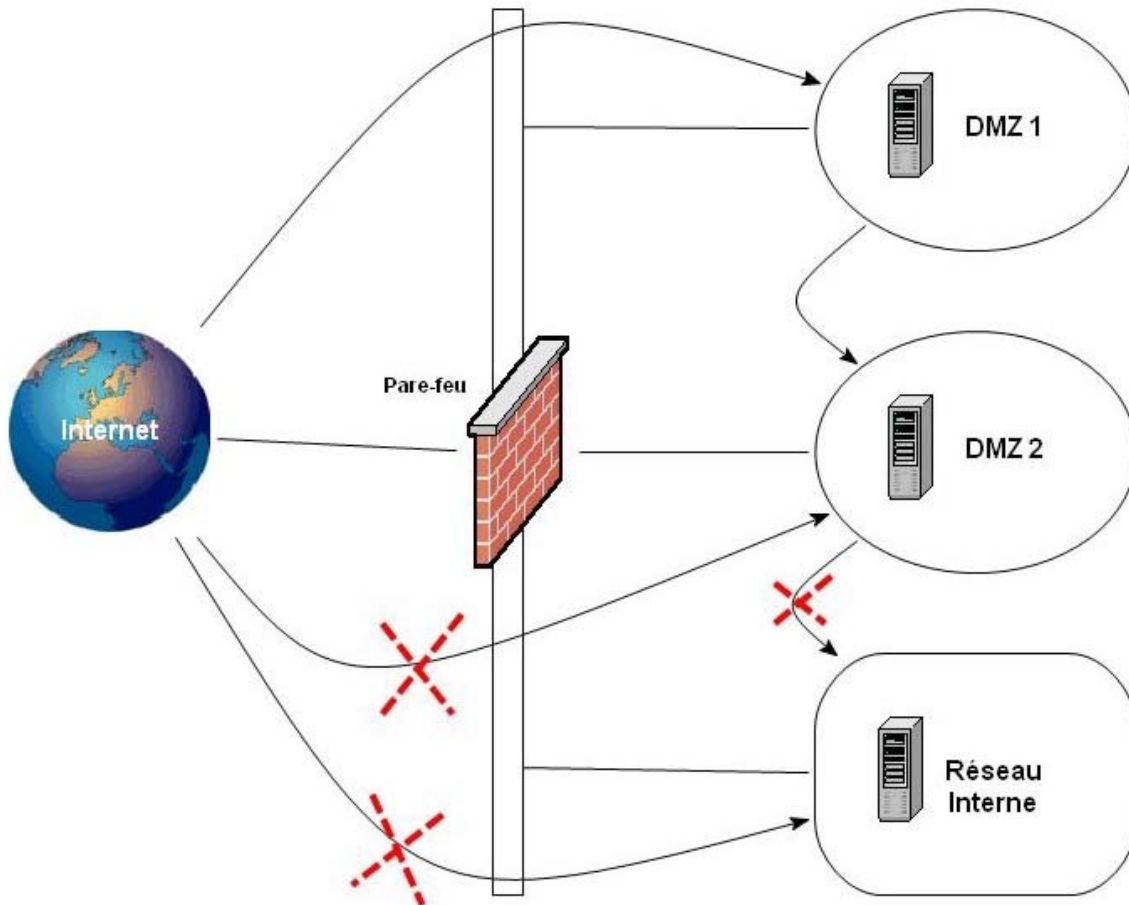 DMZ 1
Pare-feu
Internet
DMZ 2
Réseau
Interne